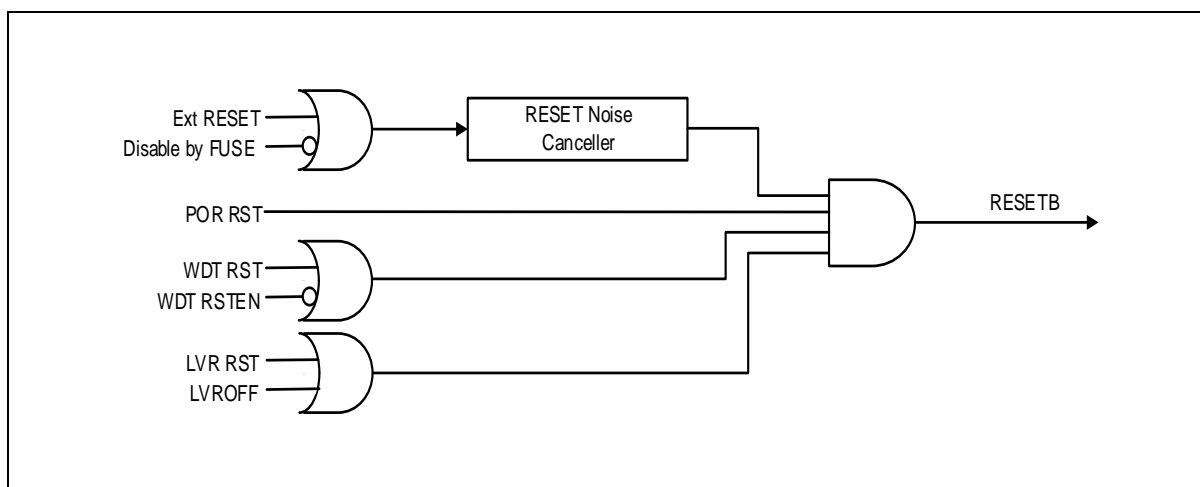 Ext RESET
Disable by FUSE
RESET Noise
Canceller
POR RST
RESETB
WDT RST
WDT RSTEN
LVR RST
LVROFF